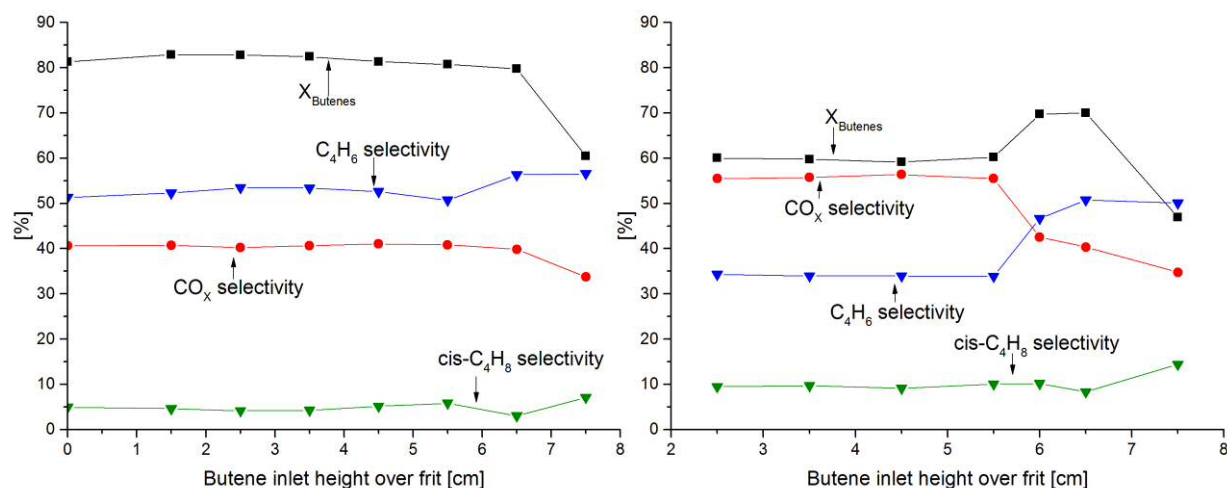 90
80
70
60
50
40
30
20
10
0
[%]
X_Butenes
C₄H₆ selectivity
COₓ selectivity
cis-C₄H₈ selectivity
0 1 2 3 4 5 6 7 8
Butene inlet height over frit [cm]
90
80
70
60
50
40
30
20
10
0
[%]
X_Butenes
COₓ selectivity
C₄H₆ selectivity
cis-C₄H₈ selectivity
2 3 4 5 6 7 8
Butene inlet height over frit [cm]